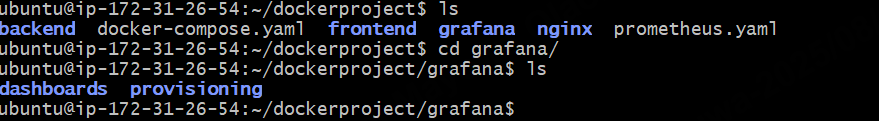 ubuntu@ip-172-31-26-54:~/dockerproject$ ls
backend  docker-compose.yaml  frontend  grafana  nginx  prometheus.yaml
ubuntu@ip-172-31-26-54:~/dockerproject$ cd grafana/
ubuntu@ip-172-31-26-54:~/dockerproject/grafana$ ls
dashboards  provisioning
ubuntu@ip-172-31-26-54:~/dockerproject/grafana$